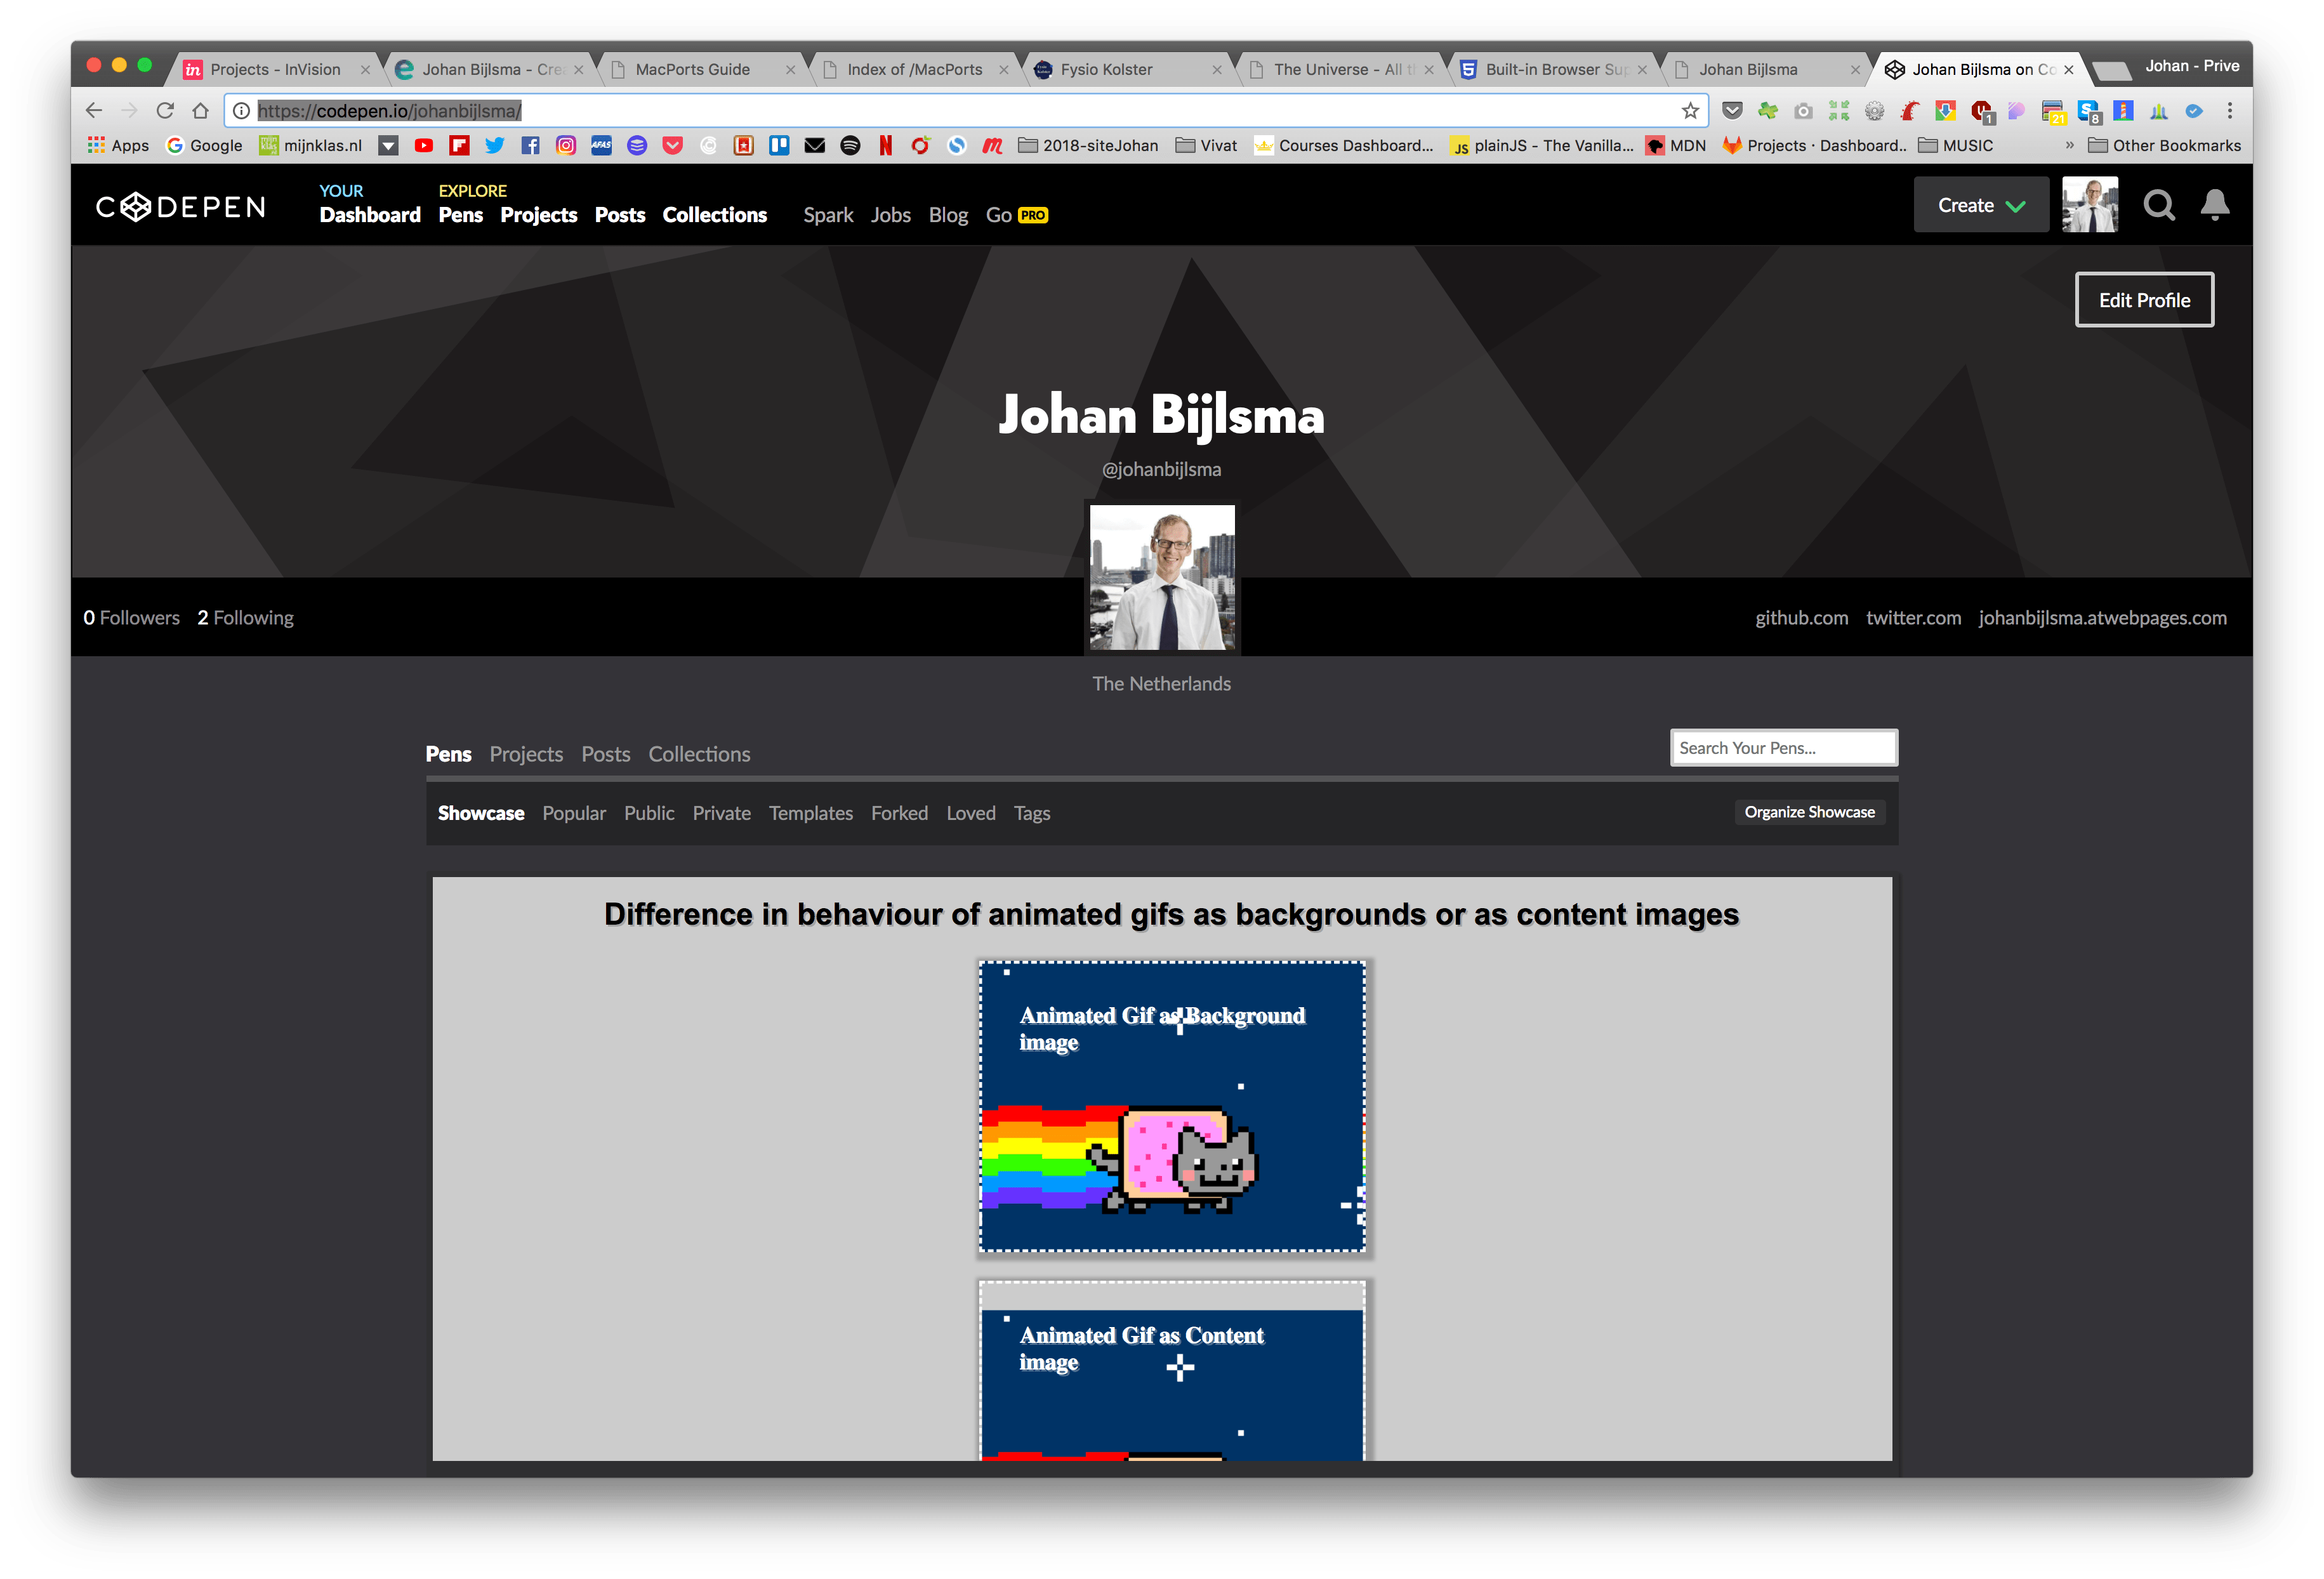 Projects - InVision
Johan Bijlsma - Crea
MacPorts Guide
Index of /MacPorts
Fysio Kolster
The Universe - All t
Built-in Browser Sup
Johan Bijlsma
Johan Bijlsma on Co
Johan - Prive
https://codepen.io/johanbijlsma/
1
21
8
Apps
Google
mijnklas.nl
AFAS
2018-siteJohan
Vivat
Courses Dashboard...
JS plainJS - The Vanilla...
MDN
Projects · Dashboard..
MUSIC
»
Other Bookmarks
CODEPEN
YOUR
Dashboard
EXPLORE
Pens Projects Posts Collections
Spark Jobs Blog Go PRO
Create
Edit Profile
Johan Bijlsma
@johanbijlsma
0 Followers 2 Following
github.com twitter.com johanbijlsma.atwebpages.com
The Netherlands
Pens Projects Posts Collections
Search Your Pens...
Showcase Popular Public Private Templates Forked Loved Tags
Organize Showcase
Difference in behaviour of animated gifs as backgrounds or as content images
Animated Gif as Background
image
Animated Gif as Content
image